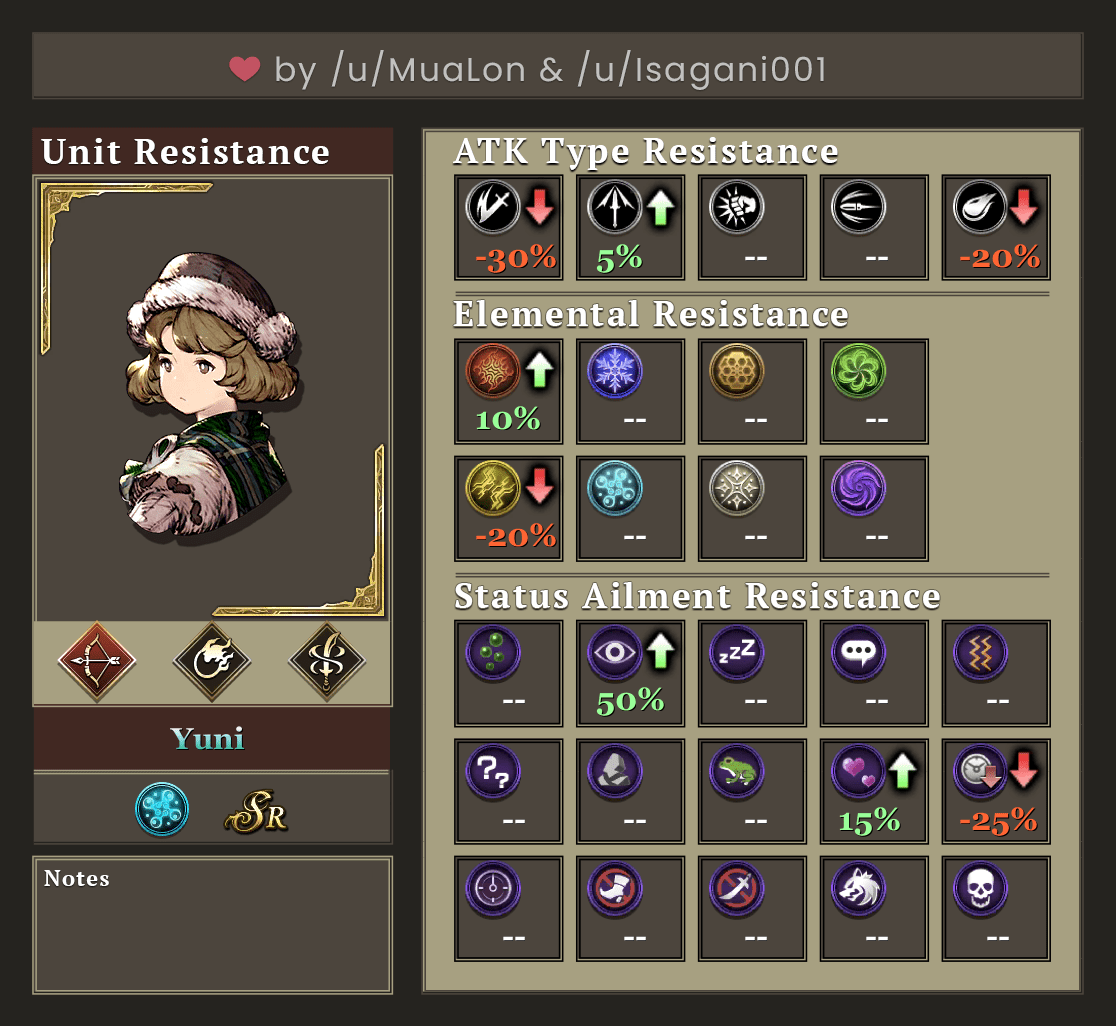 by /u/MuaLon & /u/Isagani001
Unit Resistance
Yuni
SR
Notes
ATK Type Resistance
-30% 5% -- -- -20%
Elemental Resistance
10% -- -- --
-20% -- -- --
Status Ailment Resistance
zzZ
-- 50% -- -- --
??
-- -- -- 15% -25%
-- -- -- -- --